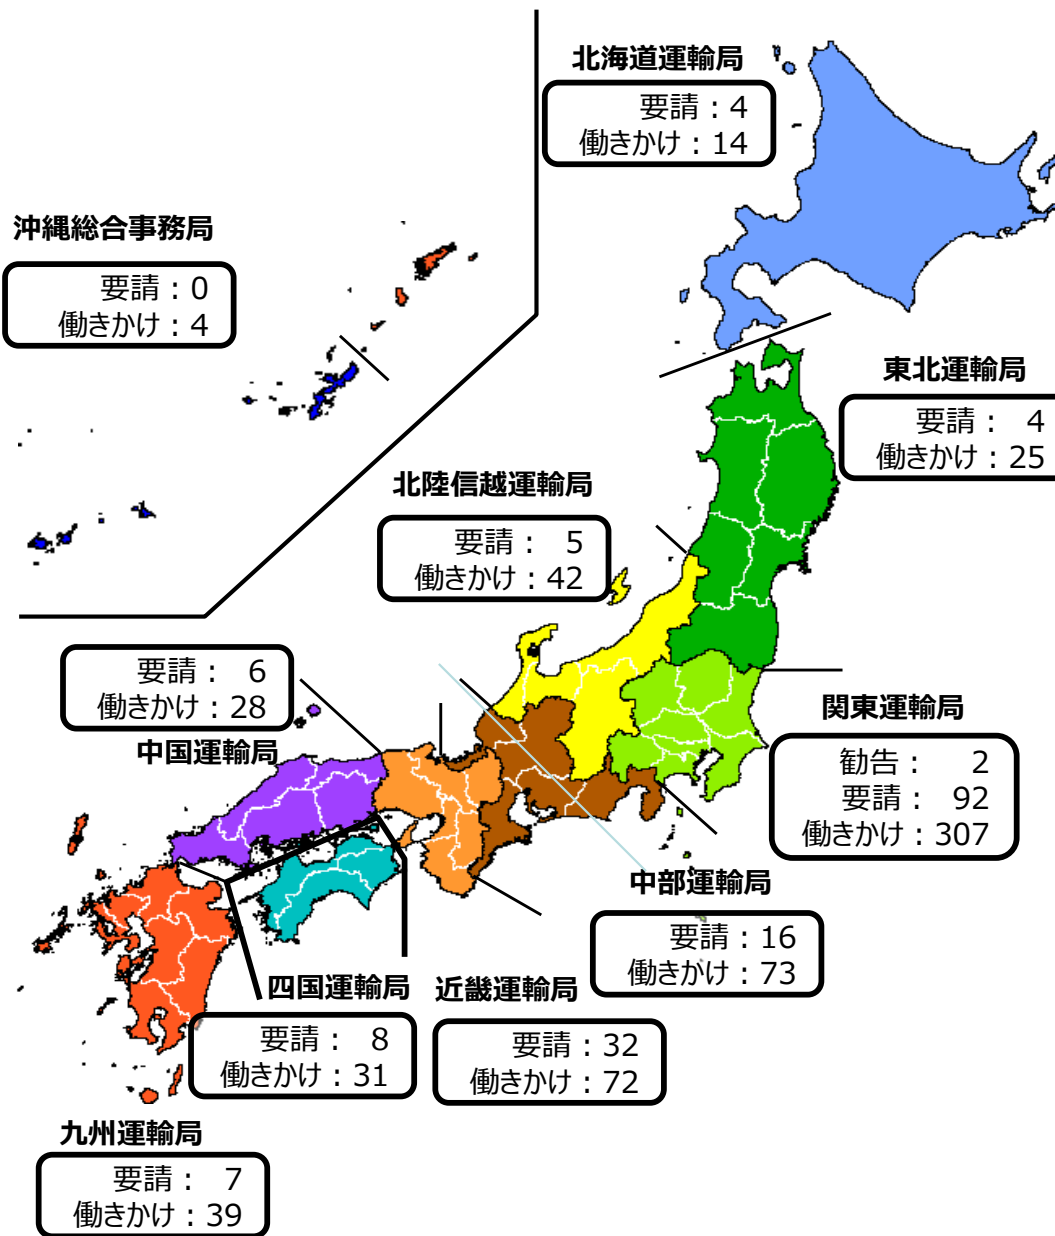 北海道運輸局
要請：4
働きかけ：14
沖縄総合事務局
要請：0
働きかけ：4
東北運輸局
要請： 4
働きかけ：25
北陸信越運輸局
要請： 5
働きかけ：42
要請： 6
働きかけ：28
中国運輸局
関東運輸局
勧告： 2
要請： 92
働きかけ：307
中部運輸局
要請：16
働きかけ：73
四国運輸局
要請： 8
働きかけ：31
近畿運輸局
要請：32
働きかけ：72
九州運輸局
要請： 7
働きかけ：39